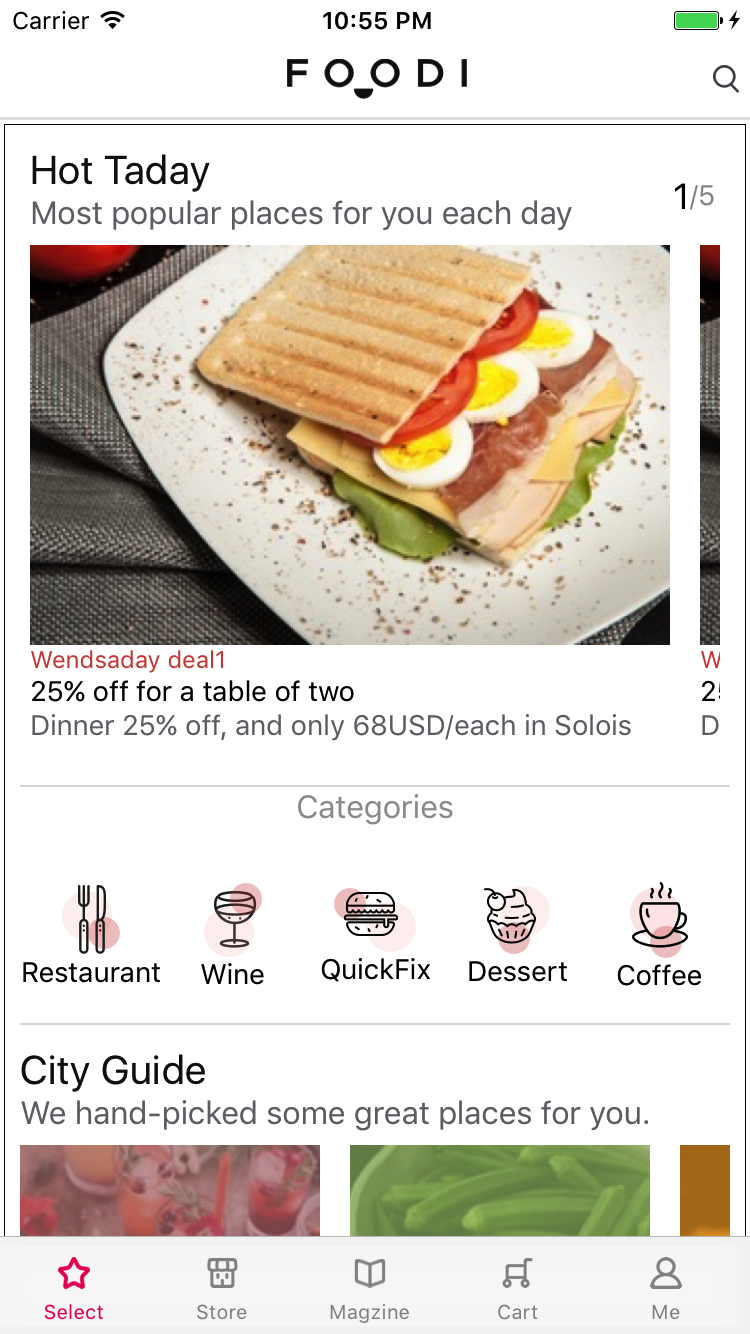 Carrier 10:55 PM
FOODI
Hot Taday
Most popular places for you each day
1/5
Wendsaday deal1
W
25% off for a table of two
Dinner 25% off, and only 68USD/each in Solois
D
Categories
Restaurant Wine QuickFix Dessert Coffee
City Guide
We hand-picked some great places for you.
Select Store Magzine Cart Me